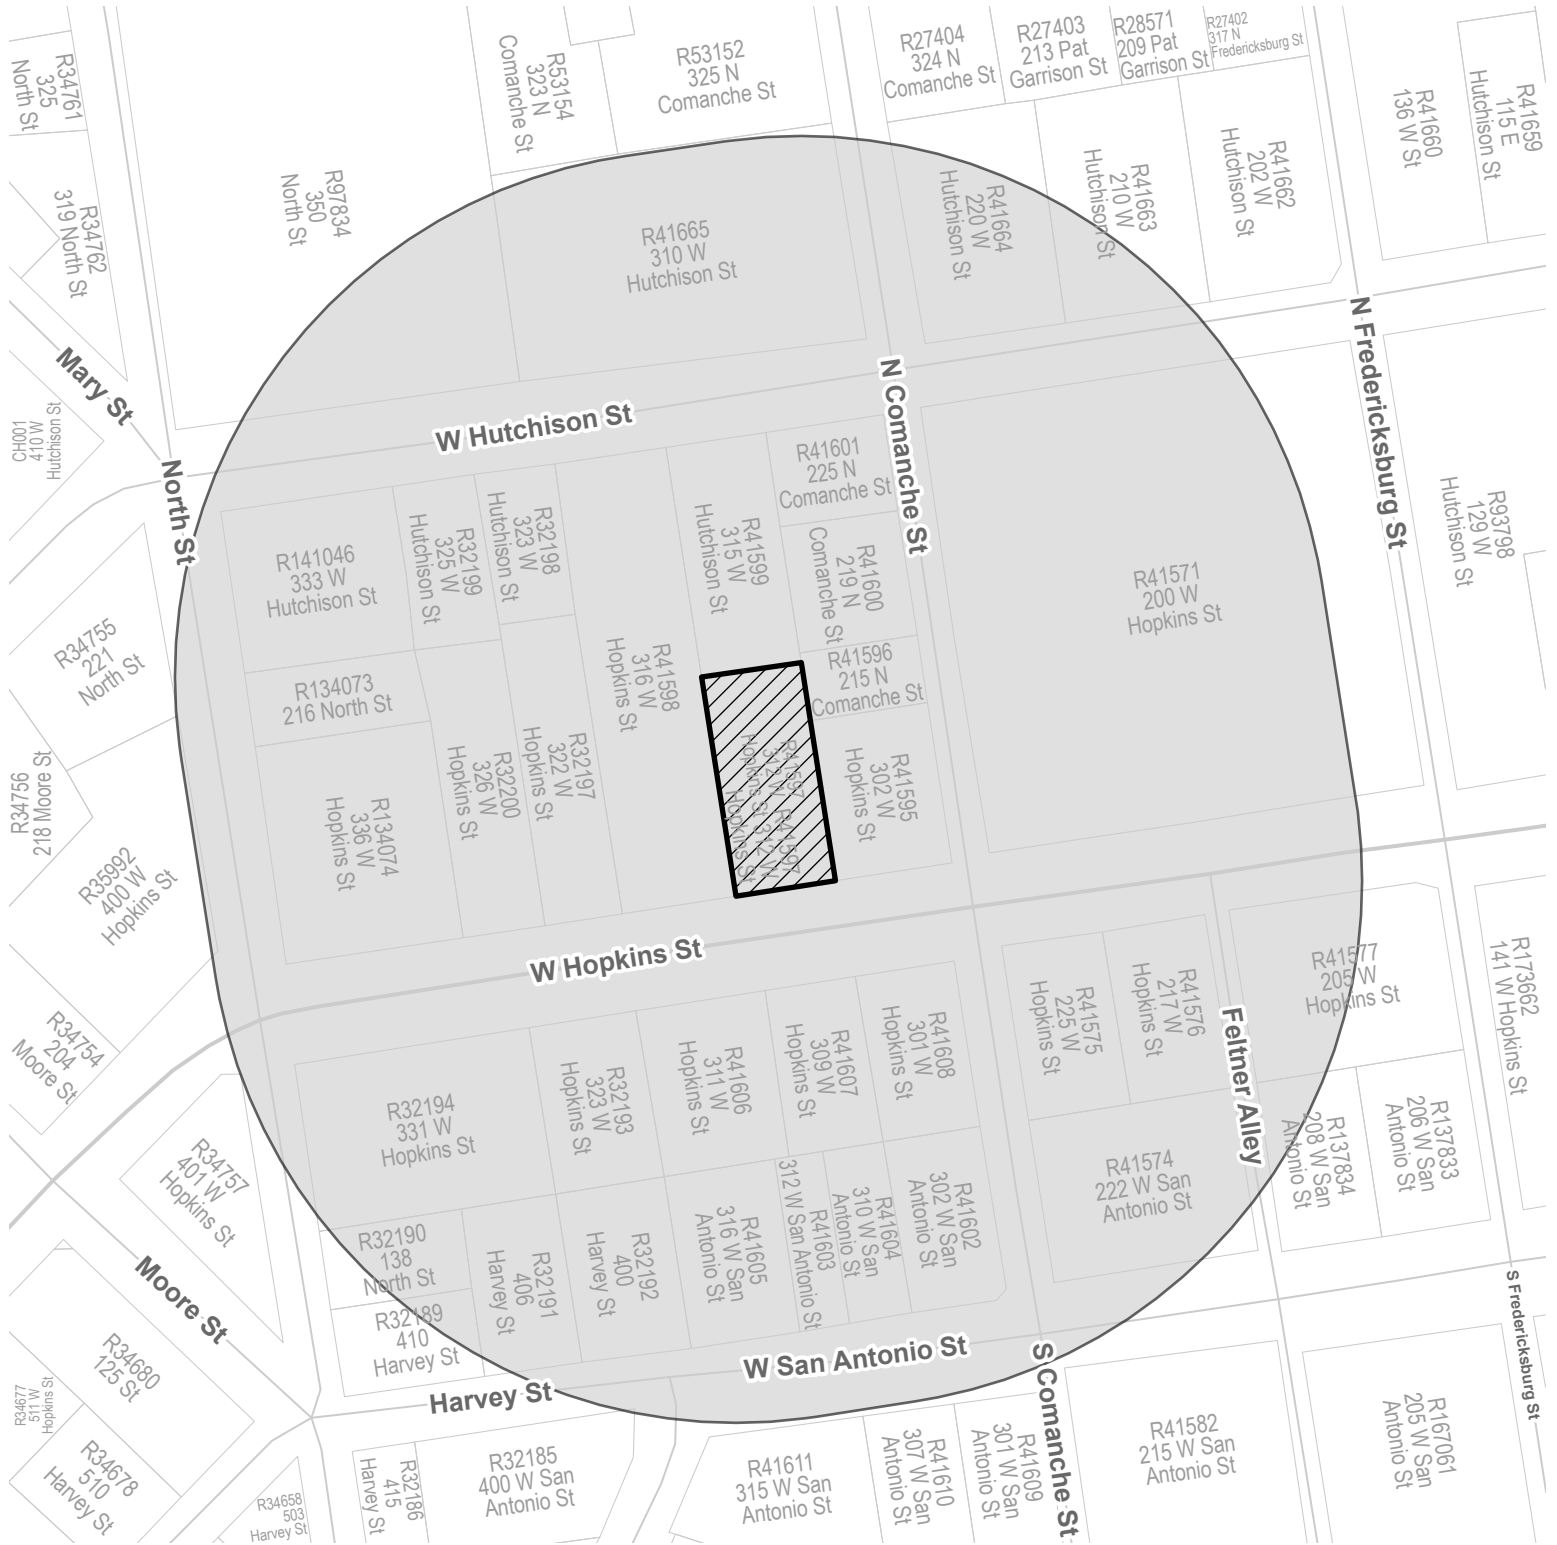 R34761
325
North St
R53154
323 N
Comanche St
R53152
325 N
Comanche St
R27404
324 N
Comanche St
R27403
213 Pat
Garrison St
R28571
209 Pat
Garrison St
R27402
317 N
Fredericksburg St
R41660
136 W St
R41659
115 E
Hutchison St
R34762
319 North St
R97834
350
North St
R41665
310 W
Hutchison St
R41664
220 W
Hutchison St
R41663
210 W
Hutchison St
R41662
202 W
Hutchison St
N Fredericksburg St
Mary St
CH001
410 W
Hutchison St
North St
W Hutchison St
N Comanche St
R41601
225 N
Comanche St
R141046
333 W
Hutchison St
R32199
325 W
Hutchison St
R32198
323 W
Hutchison St
R41599
315 W
Hutchison St
R41600
219 N
Comanche St
R41571
200 W
Hopkins St
R93798
129 W
Hutchison St
R34755
221
North St
R134073
216 North St
R41598
316 W
Hopkins St
R41596
215 N
Comanche St
R34756
218 Moore St
R134074
336 W
Hopkins St
R32200
326 W
Hopkins St
R32197
322 W
Hopkins St
R41597
312 W
Hopkins St
R41597
312 W
Hopkins St
R41595
302 W
Hopkins St
R35992
400 W
Hopkins St
W Hopkins St
R34754
204
Moore St
R41575
225 W
Hopkins St
R41576
217 W
Hopkins St
R41577
205 W
Hopkins St
R173662
141 W Hopkins St
Feltner Alley
R32194
331 W
Hopkins St
R32193
323 W
Hopkins St
R41606
311 W
Hopkins St
R41607
309 W
Hopkins St
R41608
301 W
Hopkins St
R34757
401 W
Hopkins St
R41574
222 W San
Antonio St
R137834
208 W San
Antonio St
R137833
206 W San
Antonio St
R32190
138
North St
R32191
406
Harvey St
R32192
400
Harvey St
R41605
316 W San
Antonio St
R41603
312 W San Antonio St
R41604
310 W San
Antonio St
R41602
302 W San
Antonio St
Moore St
R32189
410
Harvey St
W San Antonio St
S Comanche St
S Fredericksburg St
R34680
125 St
R34677
511 W
Hopkins St
Harvey St
R34678
510
Harvey St
R34658
503
Harvey St
R32186
415
Harvey St
R32185
400 W San
Antonio St
R41611
315 W San
Antonio St
R41610
307 W San
Antonio St
R41609
301 W San
Antonio St
R41582
215 W San
Antonio St
R167061
205 W San
Antonio St